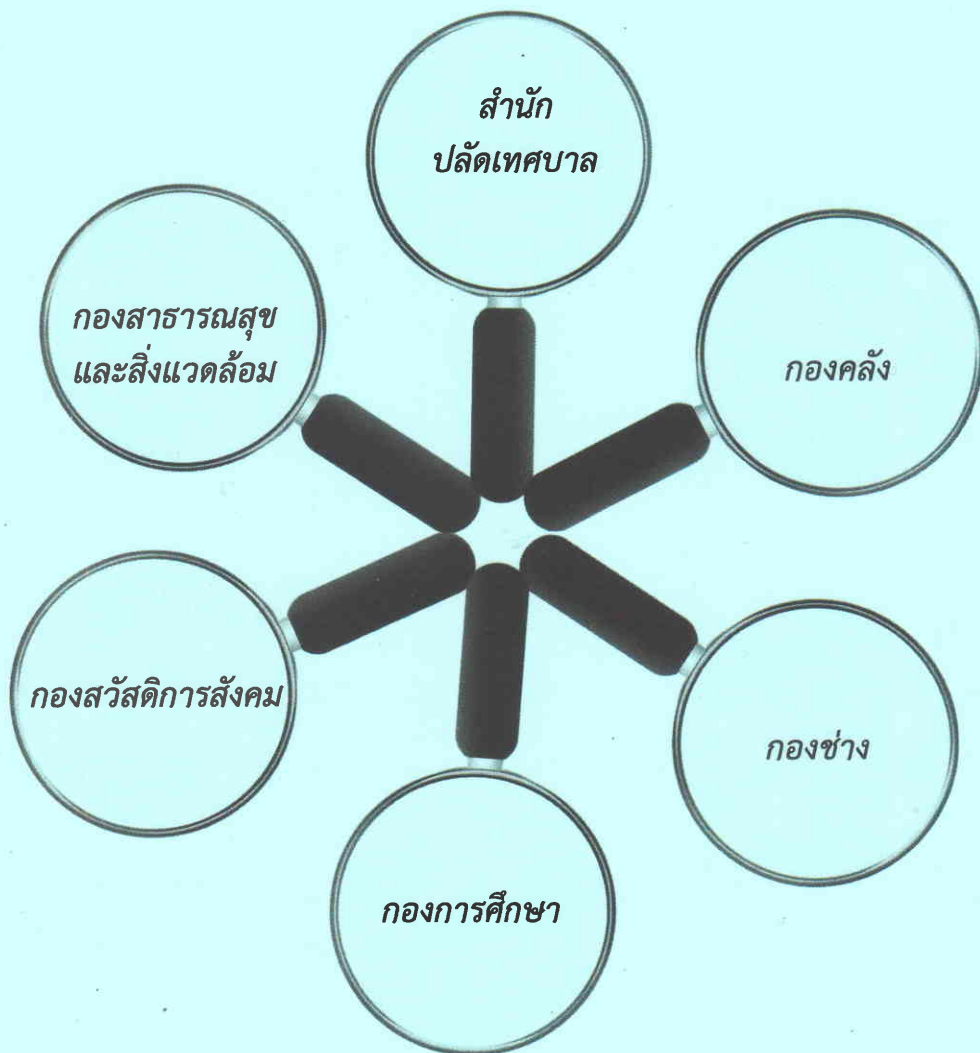 สำนัก
ปลัดเทศบาล
กองสาธารณสุข
และสิ่งแวดล้อม
กองคลัง
กองสวัสดิการสังคม
กองช่าง
กองการศึกษา